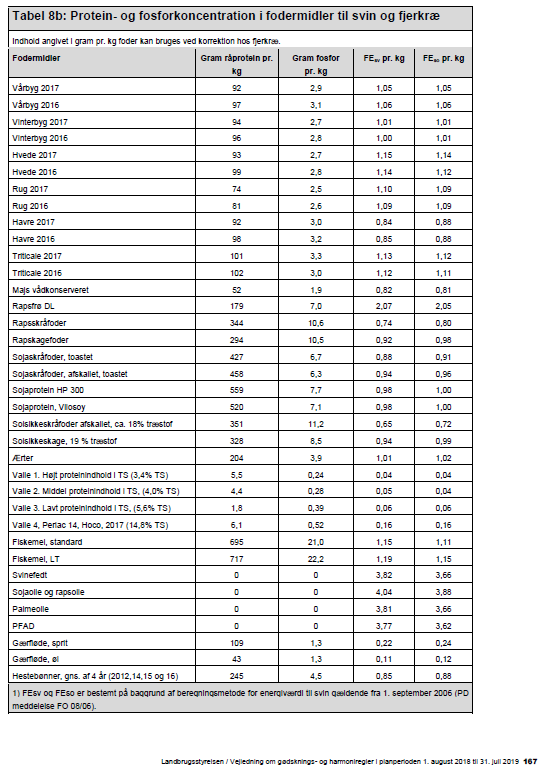 Tabel 8b: Protein- og fosforkoncentration i fodermidler til svin og fjerkræ
Indhold angivet i gram pr. kg foder kan bruges ved korrektion hos fjerkræ.
Fodermidler Gram råprotein pr. kg Gram fosfor pr. kg FEsv pr. kg FEso pr. kg
Vårbyg 2017 92 2,9 1,05 1,05
Vårbyg 2016 97 3,1 1,06 1,06
Vinterbyg 2017 94 2,7 1,01 1,01
Vinterbyg 2016 96 2,8 1,00 1,01
Hvede 2017 93 2,7 1,15 1,14
Hvede 2016 99 2,8 1,14 1,12
Rug 2017 74 2,5 1,10 1,09
Rug 2016 81 2,6 1,09 1,09
Havre 2017 92 3,0 0,84 0,88
Havre 2016 98 3,2 0,85 0,88
Triticale 2017 101 3,3 1,13 1,12
Triticale 2016 102 3,0 1,12 1,11
Majs vådkonserveret 52 1,9 0,82 0,81
Rapsfrø DL 179 7,0 2,07 2,05
Rapsskråfoder 344 10,6 0,74 0,80
Rapskagefoder 294 10,5 0,92 0,98
Sojaskråfoder, toastet 427 6,7 0,88 0,91
Sojaskråfoder, afskallet, toastet 458 6,3 0,94 0,96
Sojaprotein HP 300 559 7,7 0,98 1,00
Sojaprotein, Vilosoy 520 7,1 0,98 1,00
Solsikkeskråfoder afskallet, ca. 18% træstof 351 11,2 0,65 0,72
Solsikkeskage, 19 % træstof 328 8,5 0,94 0,99
Ærter 204 3,9 1,01 1,02
Valle 1. Højt proteinindhold i TS (3,4% TS) 5,5 0,24 0,04 0,04
Valle 2. Middel proteinindhold i TS, (4,0% TS) 4,4 0,28 0,05 0,04
Valle 3. Lavt proteinindhold i TS, (5,6% TS) 1,8 0,39 0,06 0,06
Valle 4, Perlac 14, Hoco, 2017 (14,8% TS) 6,1 0,52 0,16 0,16
Fiskemel, standard 695 21,0 1,15 1,11
Fiskemel, LT 717 22,2 1,19 1,15
Svinefedt 0 0 3,82 3,66
Sojaolie og rapsolie 0 0 4,04 3,88
Palmeolie 0 0 3,81 3,66
PFAD 0 0 3,77 3,62
Gærfløde, sprit 109 1,3 0,22 0,24
Gærfløde, øl 43 1,3 0,11 0,12
Hestebønner, gns. af 4 år (2012,14,15 og 16) 245 4,5 0,85 0,88
1) FEsv og FEso er bestemt på baggrund af beregningsmetode for energiværdi til svin gældende fra 1. september 2006 (PD
meddelelse FO 08/06).
Landbrugsstyrelsen / Vejledning om gødsknings- og harmoniregler i planperioden 1. august 2018 til 31. juli 2019 167